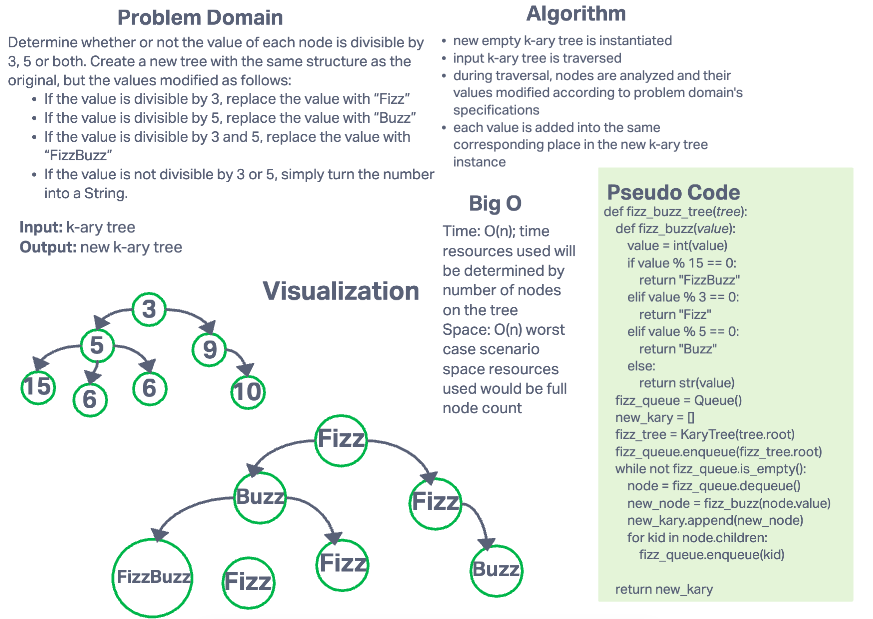 Problem Domain
Determine whether or not the value of each node is divisible by
3, 5 or both. Create a new tree with the same structure as the
original, but the values modified as follows:
• If the value is divisible by 3, replace the value with "Fizz"
• If the value is divisible by 5, replace the value with "Buzz"
• If the value is divisible by 3 and 5, replace the value with
"FizzBuzz"
• If the value is not divisible by 3 or 5, simply turn the number
into a String.
Input: k-ary tree
Output: new k-ary tree
Algorithm
• new empty k-ary tree is instantiated
• input k-ary tree is traversed
• during traversal, nodes are analyzed and their
values modified according to problem domain's
specifications
• each value is added into the same
corresponding place in the new k-ary tree
instance
Big O
Time: O(n); time
resources used will
be determined by
number of nodes
on the tree
Space: O(n) worst
case scenario
space resources
used would be full
node count
Pseudo Code
def fizz_buzz_tree(tree):
def fizz_buzz(value):
value = int(value)
if value % 15 == 0:
return "FizzBuzz"
elif value % 3 == 0:
return "Fizz"
elif value % 5 == 0:
return "Buzz"
else:
return str(value)
fizz_queue = Queue()
new_kary = []
fizz_tree = KaryTree(tree.root)
fizz_queue.enqueue(fizz_tree.root)
while not fizz_queue.is_empty():
node = fizz_queue.dequeue()
new_node = fizz_buzz(node.value)
new_kary.append(new_node)
for kid in node.children:
fizz_queue.enqueue(kid)
return new_kary
Visualization
3
5
9
15
6
6
10
Fizz
Buzz
Fizz
FizzBuzz
Fizz
Fizz
Buzz